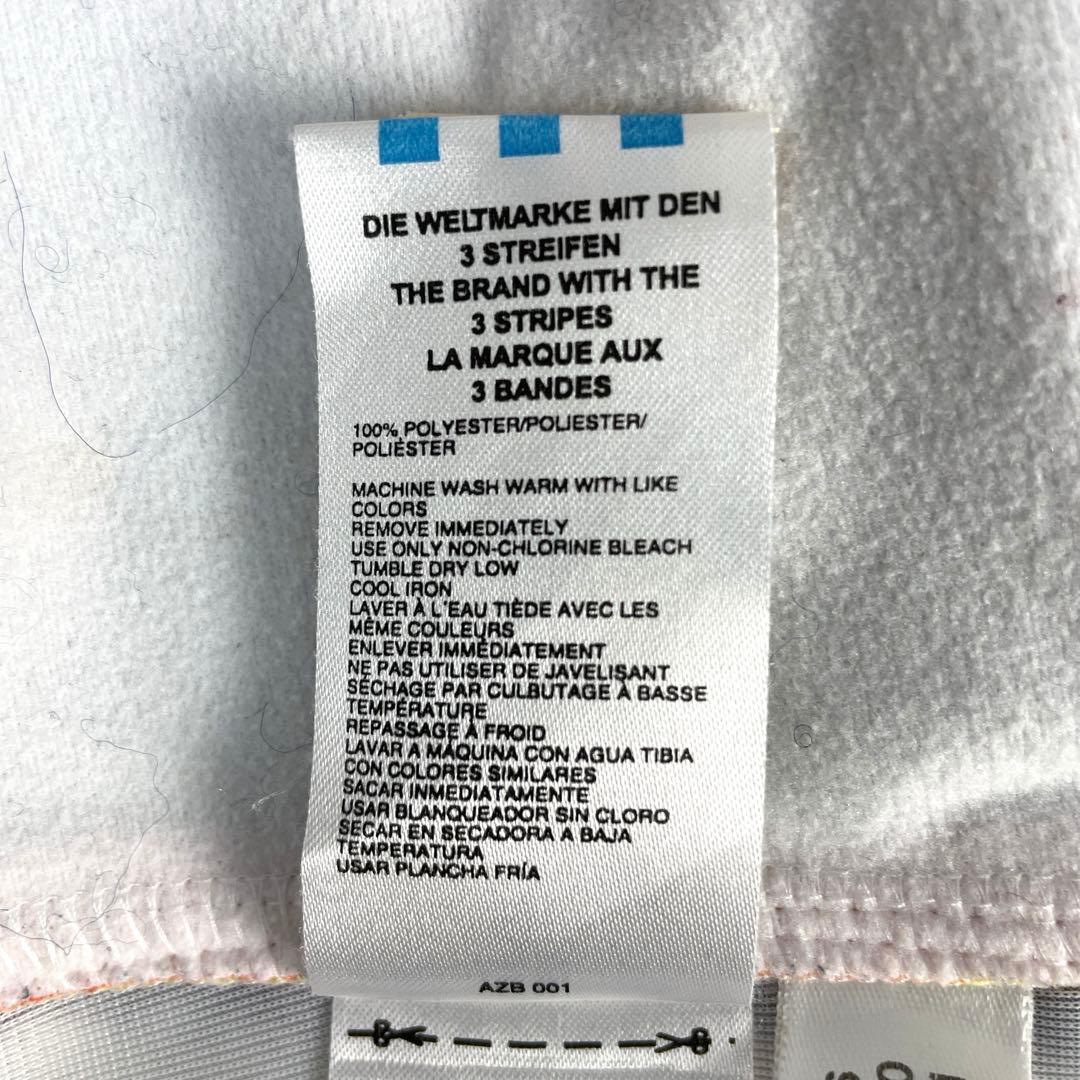 DIE WELTMARKE MIT DEN
3 STREIFEN
THE BRAND WITH THE
3 STRIPES
LA MARQUE AUX
3 BANDES
100% POLYESTER/POLIESTER/
POLIÉSTER
MACHINE WASH WARM WITH LIKE
COLORS
REMOVE IMMEDIATELY
USE ONLY NON-CHLORINE BLEACH
TUMBLE DRY LOW
COOL IRON
LAVER À L'EAU TIÈDE AVEC LES
MÊME COULEURS
ENLEVER IMMÉDIATEMENT
NE PAS UTILISER DE JAVELISANT
SÉCHAGE PAR CULBUTAGE À BASSE
TEMPÉRATURE
REPASSAGE À FROID
LAVAR A MÁQUINA CON AGUA TIBIA
CON COLORES SIMILARES
SACAR INMEDIATAMENTE
USAR BLANQUEADOR SIN CLORO
SECAR EN SECADORA A BAJA
TEMPERATURA
USAR PLANCHA FRÍA
AZB 001